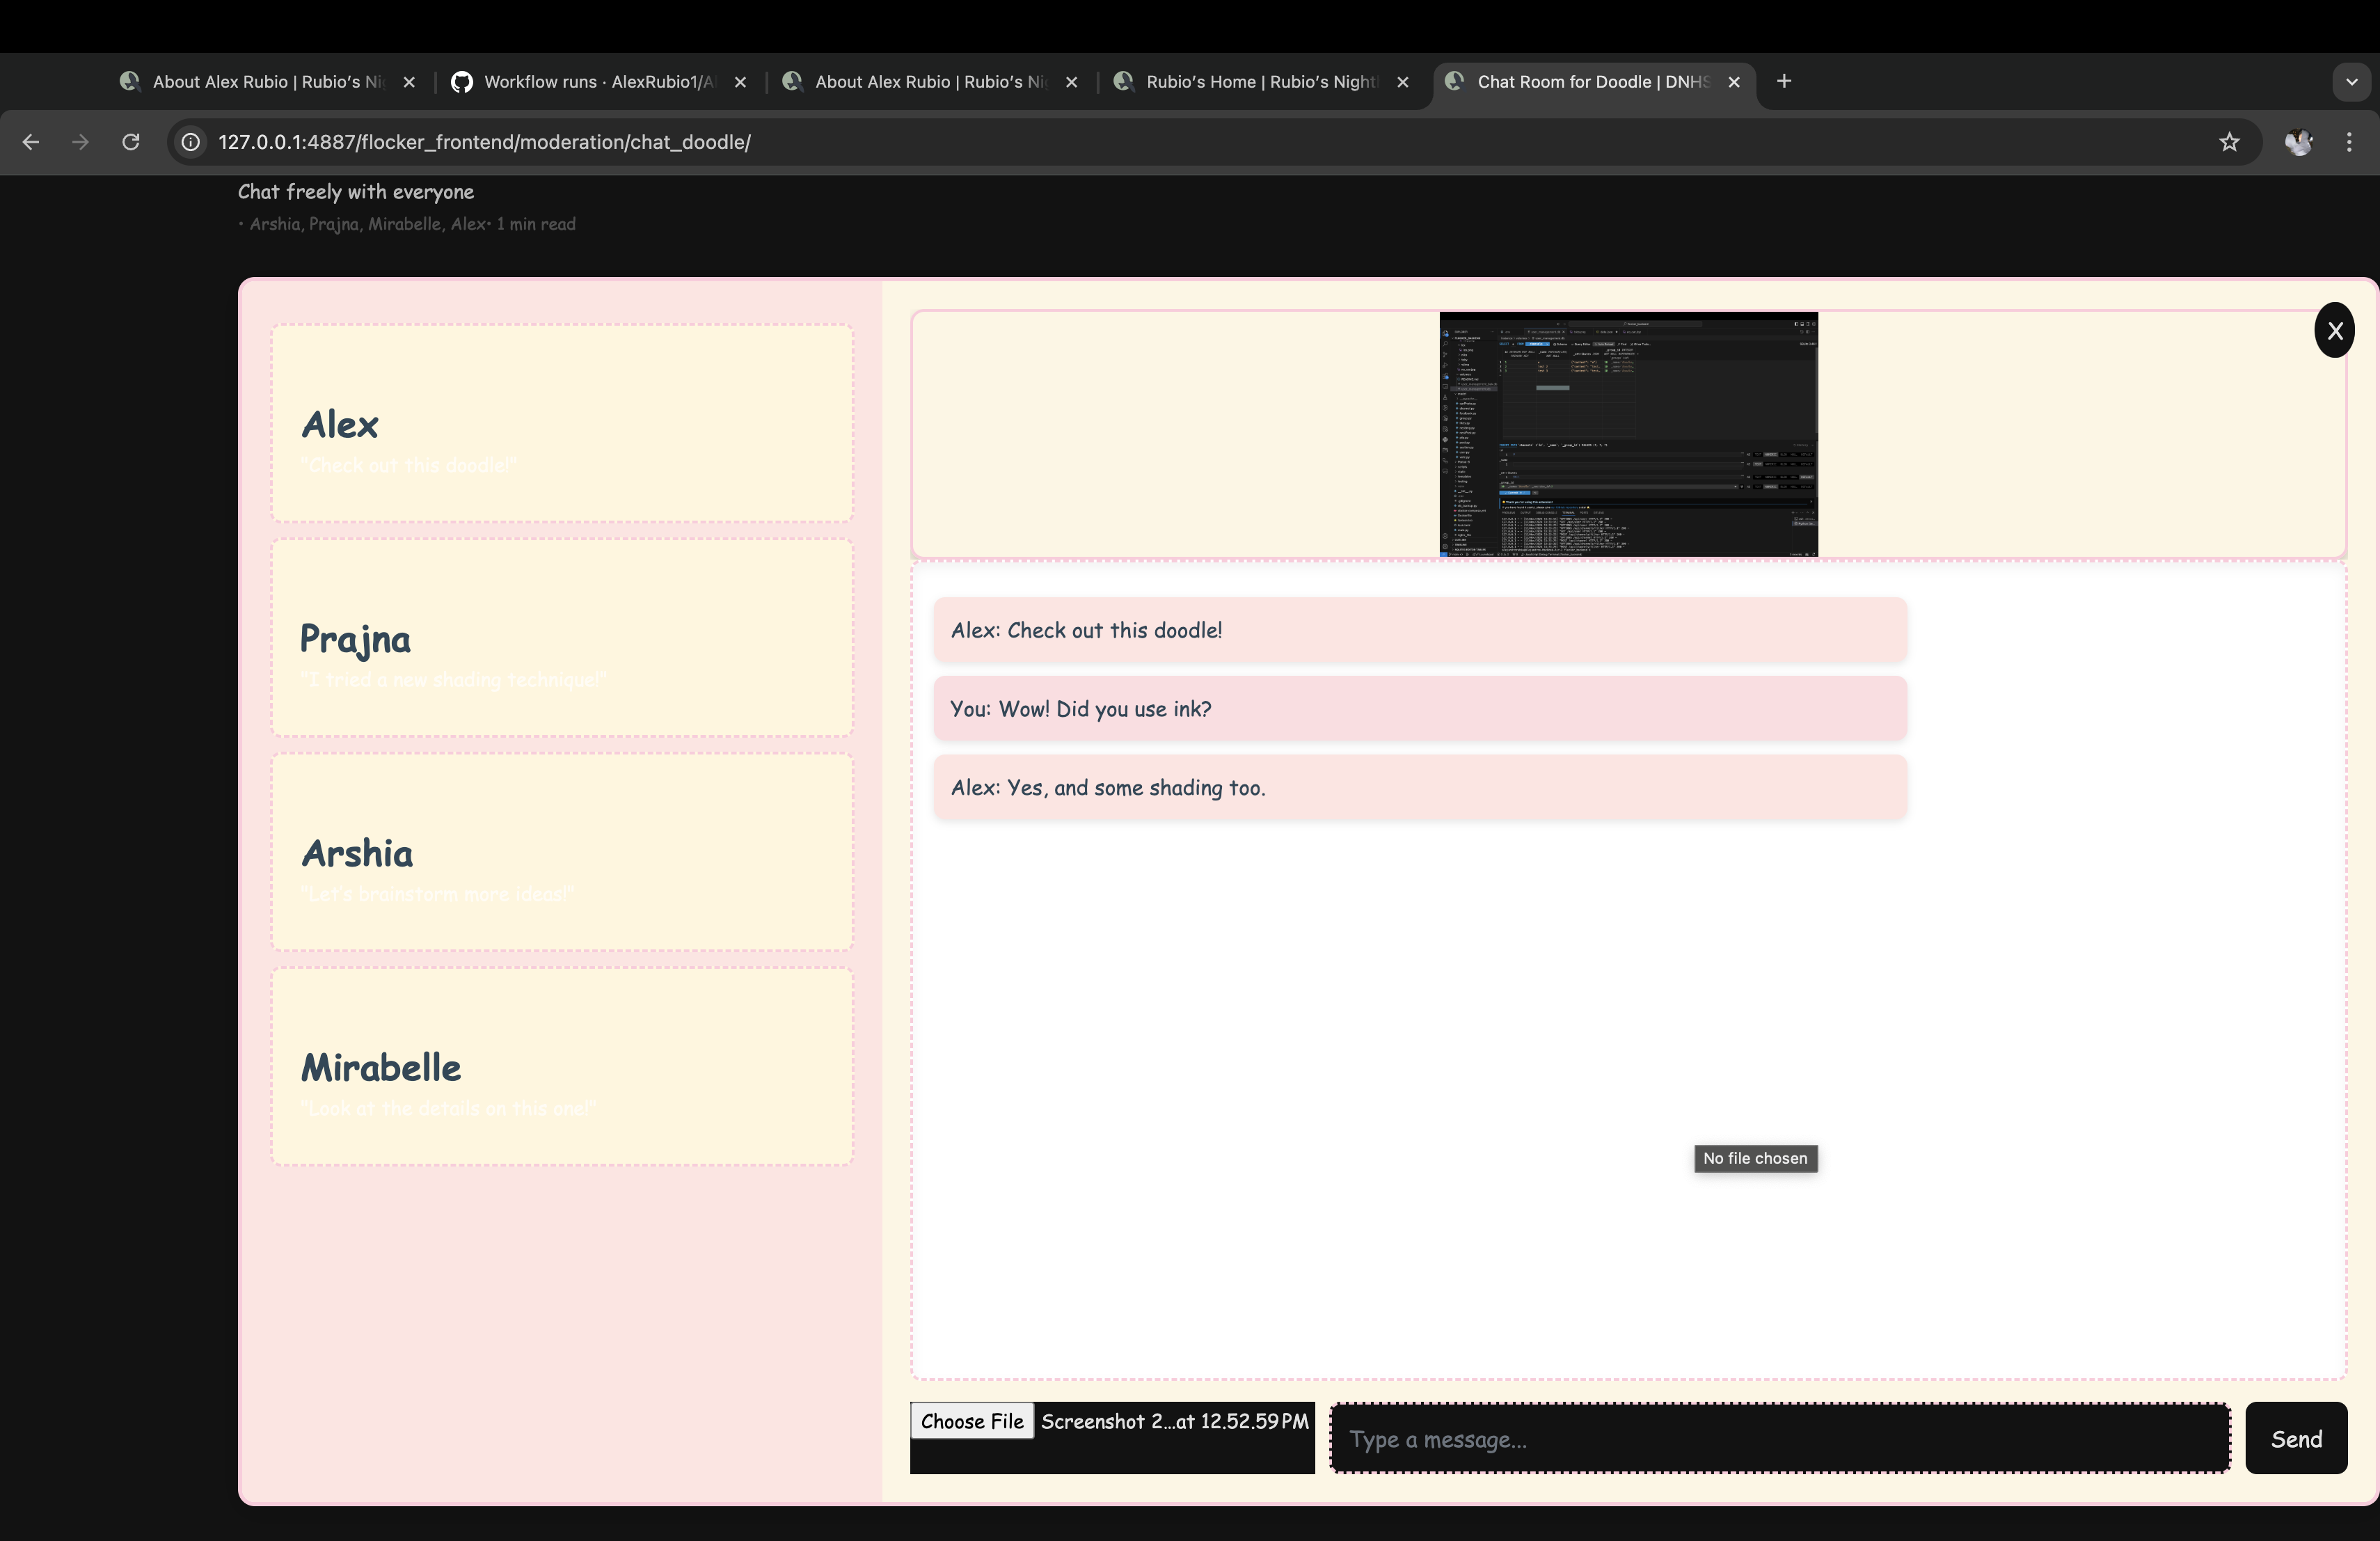 About Alex Rubio | Rubio's Ni
Workflow runs · AlexRubio1/A
About Alex Rubio | Rubio's Ni
Rubio's Home | Rubio's Night
Chat Room for Doodle | DNHS
127.0.0.1:4887/flocker_frontend/moderation/chat_doodle/
Chat freely with everyone
• Arshia, Prajna, Mirabelle, Alex• 1 min read
X
Alex
"Check out this doodle!"
Prajna
"I tried a new shading technique!"
Arshia
"Let's brainstorm more ideas!"
Mirabelle
"Look at the details on this one!"
Alex: Check out this doodle!
You: Wow! Did you use ink?
Alex: Yes, and some shading too.
No file chosen
Choose File Screenshot 2...at 12.52.59 PM
Type a message...
Send